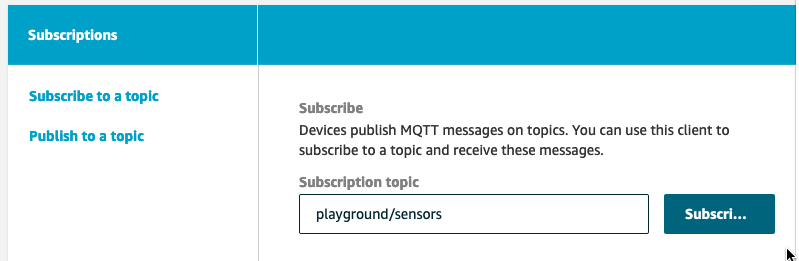 Subscriptions
Subscribe to a topic
Publish to a topic
Subscribe
Devices publish MQTT messages on topics. You can use this client to
subscribe to a topic and receive these messages.
Subscription topic
playground/sensors
Subscri...